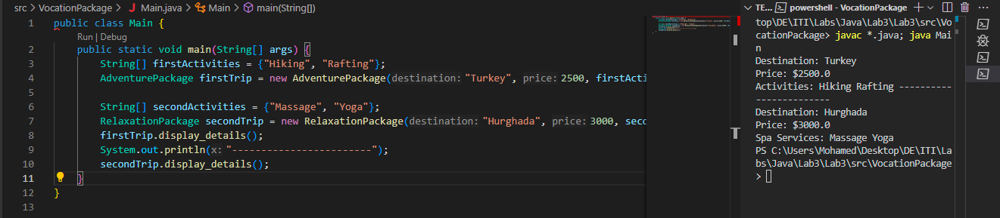 src > VocationPackage > J Main.java > Main > main(String[])
1 public class Main {
Run | Debug
2 public static void main(String[] args) {
3 String[] firstActivities = {"Hiking", "Rafting"};
4 AdventurePackage firstTrip = new AdventurePackage(destination: "Turkey", price: 2500, firstActi
5
6 String[] secondActivities = {"Massage", "Yoga"};
7 RelaxationPackage secondTrip = new RelaxationPackage(destination: "Hurghada", price: 3000, seco
8 firstTrip.display_details();
9 System.out.println(x: "-------------------------");
10 secondTrip.display_details();
11 }
12 }
13
TE... powershell - VocationPackage
top\DE\ITI\Labs\Java\Lab3\Lab3\src\Vo
cationPackage> javac *.java; java Mai
n
Destination: Turkey
Price: $2500.0
Activities: Hiking Rafting ----------
---------------
Destination: Hurghada
Price: $3000.0
Spa Services: Massage Yoga
PS C:\Users\Mohamed\Desktop\DE\ITI\La
bs\Java\Lab3\Lab3\src\VocationPackage
>